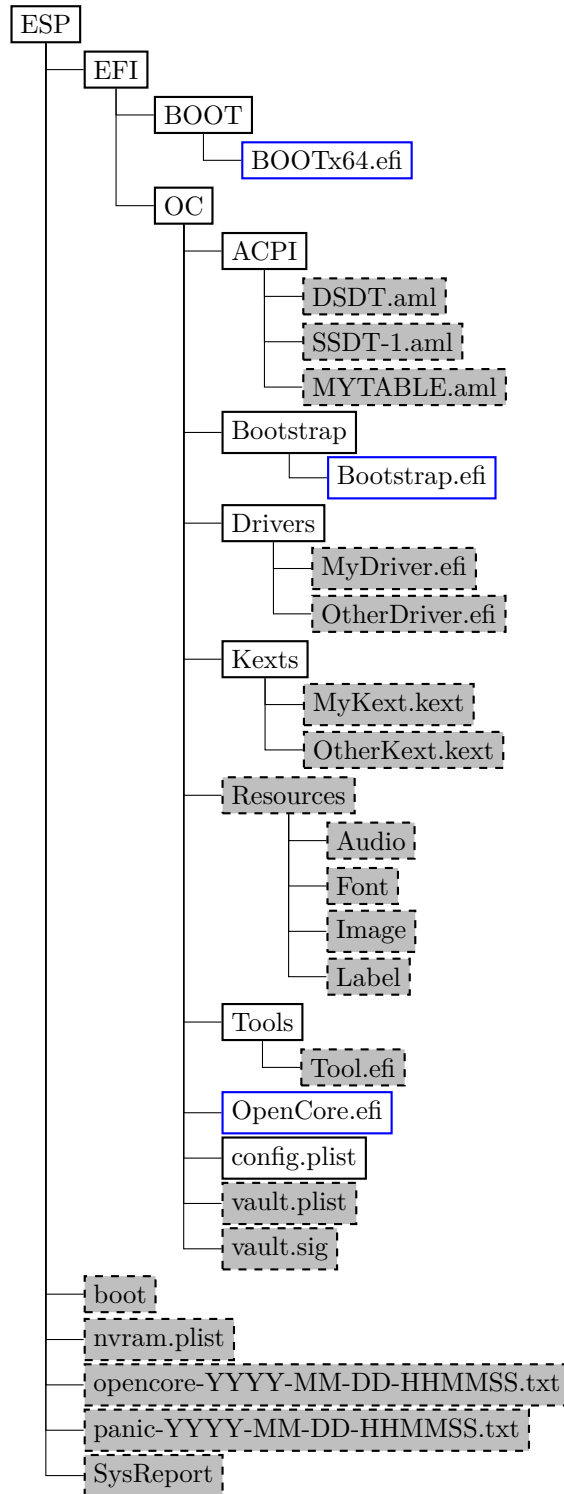 ESP
EFI
BOOT
BOOTx64.efi
OC
ACPI
DSDT.aml
SSDT-1.aml
MYTABLE.aml
Bootstrap
Bootstrap.efi
Drivers
MyDriver.efi
OtherDriver.efi
Kexts
MyKext.kext
OtherKext.kext
Resources
Audio
Font
Image
Label
Tools
Tool.efi
OpenCore.efi
config.plist
vault.plist
vault.sig
boot
nvram.plist
opencore-YYYY-MM-DD-HHMMSS.txt
panic-YYYY-MM-DD-HHMMSS.txt
SysReport